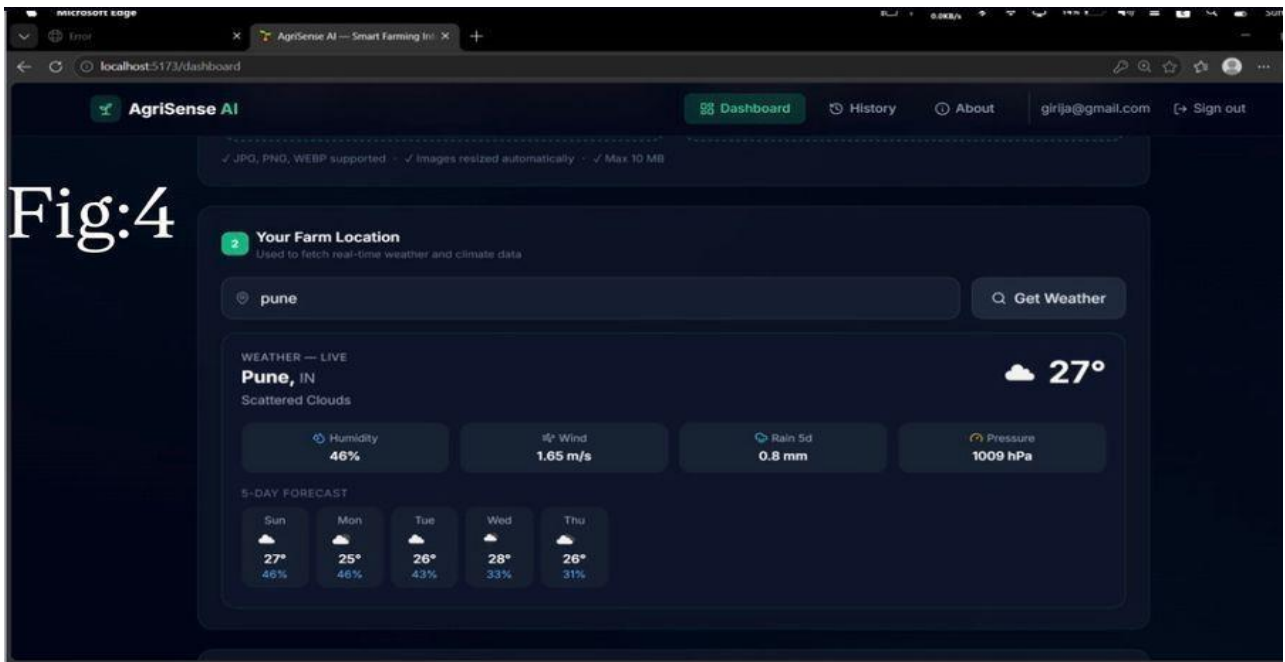 Microsoft Edge
0.0KB/s
Error
AgriSense AI — Smart Farming Int
localhost:5173/dashboard
AgriSense AI
Dashboard
History
About
girija@gmail.com
Sign out
✓ JPG, PNG, WEBP supported · ✓ Images resized automatically · ✓ Max 10 MB
Fig:4
2
Your Farm Location
Used to fetch real-time weather and climate data
pune
Get Weather
WEATHER — LIVE
Pune, IN
27°
Scattered Clouds
Humidity
46%
Wind
1.65 m/s
Rain 5d
0.8 mm
Pressure
1009 hPa
5-DAY FORECAST
Sun Mon Tue Wed Thu
27° 25° 26° 28° 26°
46% 46% 43% 33% 31%